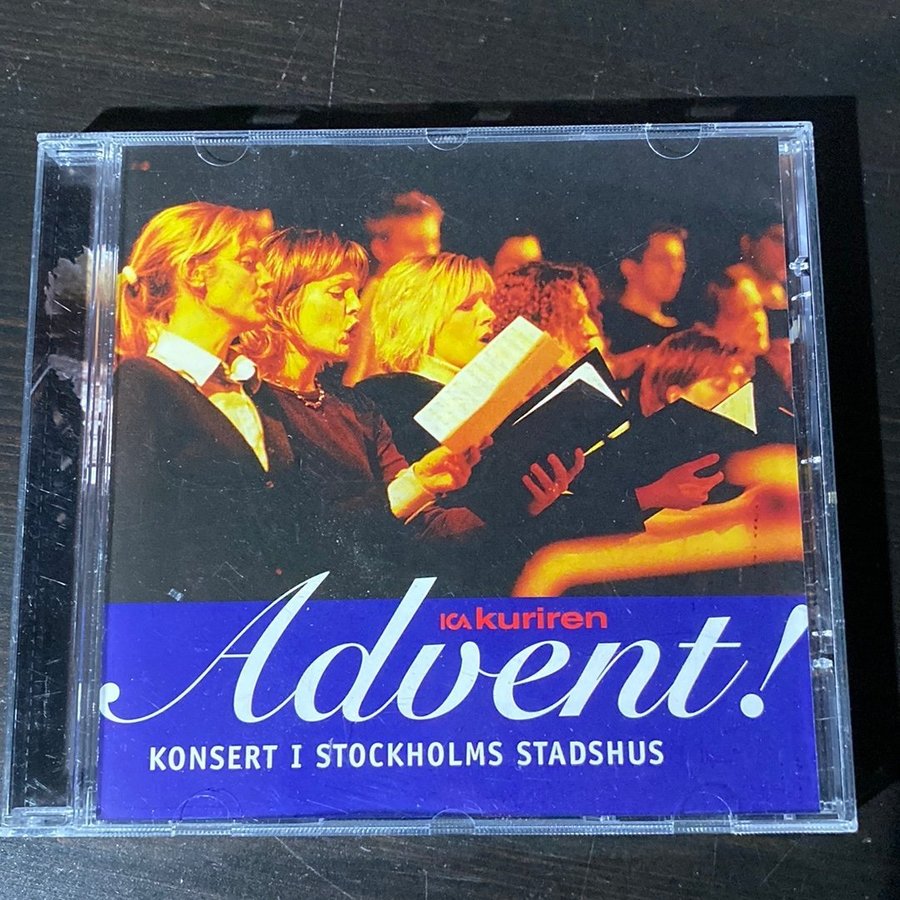 ICA kuriren
Advent!
KONSERT I STOCKHOLMS STADSHUS